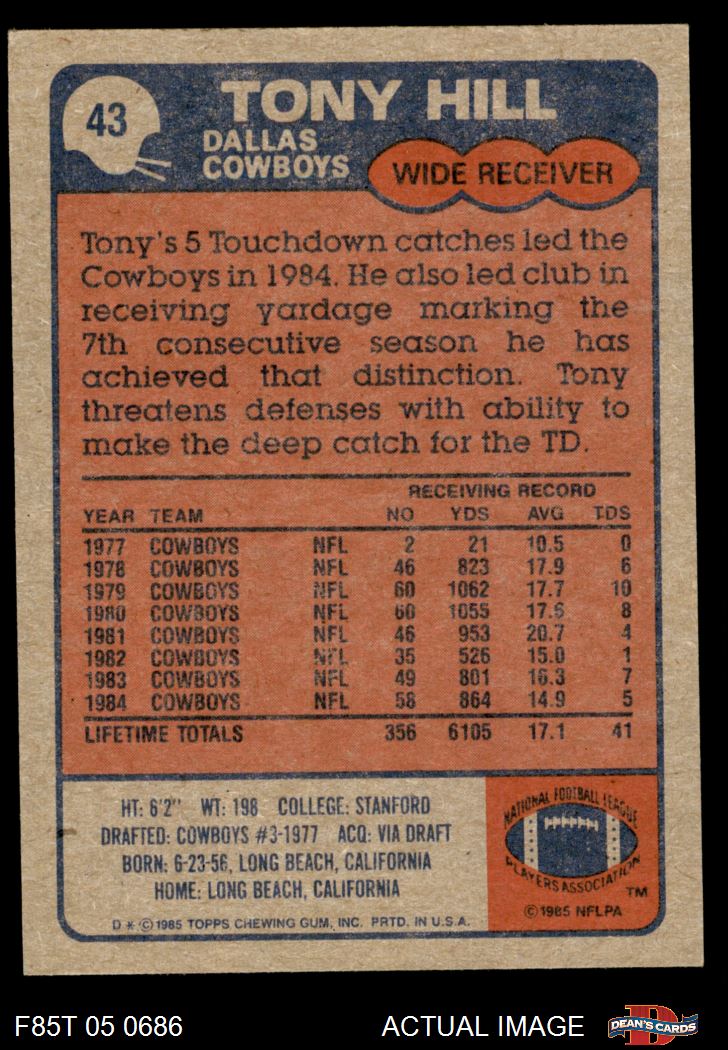 43
TONY HILL
DALLAS
COWBOYS
WIDE RECEIVER
Tony's 5 Touchdown catches led the
Cowboys in 1984. He also led club in
receiving yardage marking the
7th consecutive season he has
achieved that distinction. Tony
threatens defenses with ability to
make the deep catch for the TD.
RECEIVING RECORD
YEAR TEAM NO YDS AVG TDS
1977 COWBOYS NFL 2 21 10.5 0
1978 COWBOYS NFL 46 823 17.9 6
1979 COWBOYS NFL 60 1062 17.7 10
1980 COWBOYS NFL 60 1055 17.6 8
1981 COWBOYS NFL 46 953 20.7 4
1982 COWBOYS NFL 35 526 15.0 1
1983 COWBOYS NFL 49 801 16.3 7
1984 COWBOYS NFL 58 864 14.9 5
LIFETIME TOTALS 356 6105 17.1 41
HT: 6'2" WT: 198 COLLEGE: STANFORD
DRAFTED: COWBOYS #3-1977 ACQ: VIA DRAFT
BORN: 6-23-56, LONG BEACH, CALIFORNIA
HOME: LONG BEACH, CALIFORNIA
D * © 1985 TOPPS CHEWING GUM, INC. PRTD. IN U.S.A.
NATIONAL FOOTBALL LEAGUE
PLAYERS ASSOCIATION
TM
© 1985 NFLPA
F85T 05 0686
ACTUAL IMAGE
D
DEAN'S CARDS